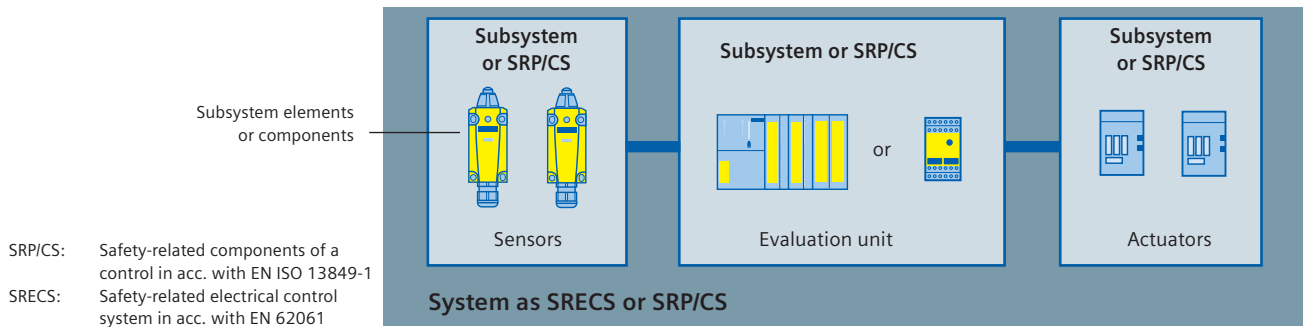 Subsystem
or SRP/CS
Subsystem or SRP/CS
Subsystem
or SRP/CS
Subsystem elements
or components
or
Sensors
Evaluation unit
Actuators
SRP/CS: Safety-related components of a
control in acc. with EN ISO 13849-1
SRECS: Safety-related electrical control
system in acc. with EN 62061
System as SRECS or SRP/CS